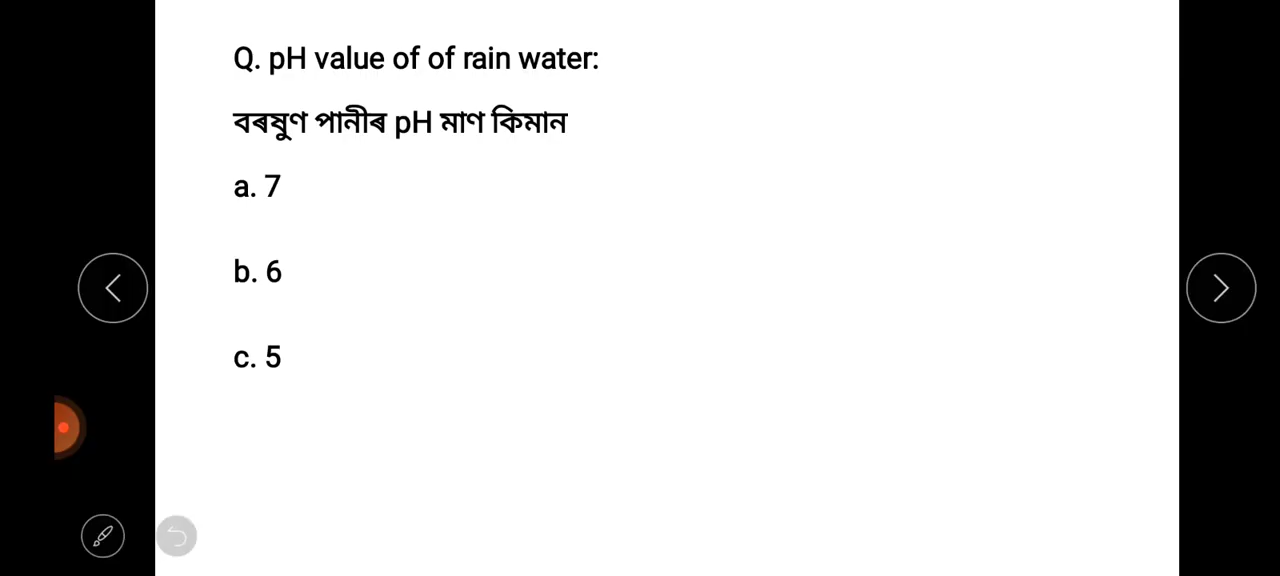 Q. pH value of of rain water:
বৰষুণ পানীৰ pH মাণ কিমান
a. 7
b. 6
c. 5